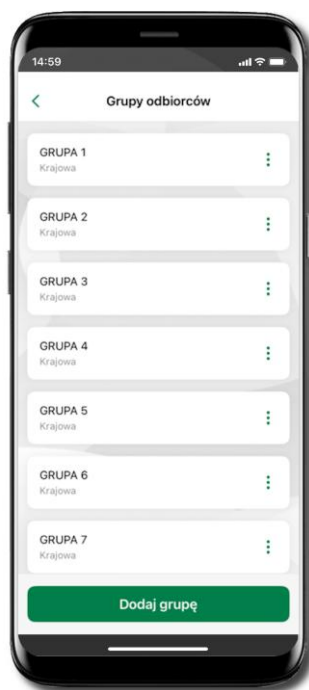 14:59
Grupy odbiorców
GRUPA 1
Krajowa
GRUPA 2
Krajowa
GRUPA 3
Krajowa
GRUPA 4
Krajowa
GRUPA 5
Krajowa
GRUPA 6
Krajowa
GRUPA 7
Krajowa
Dodaj grupę